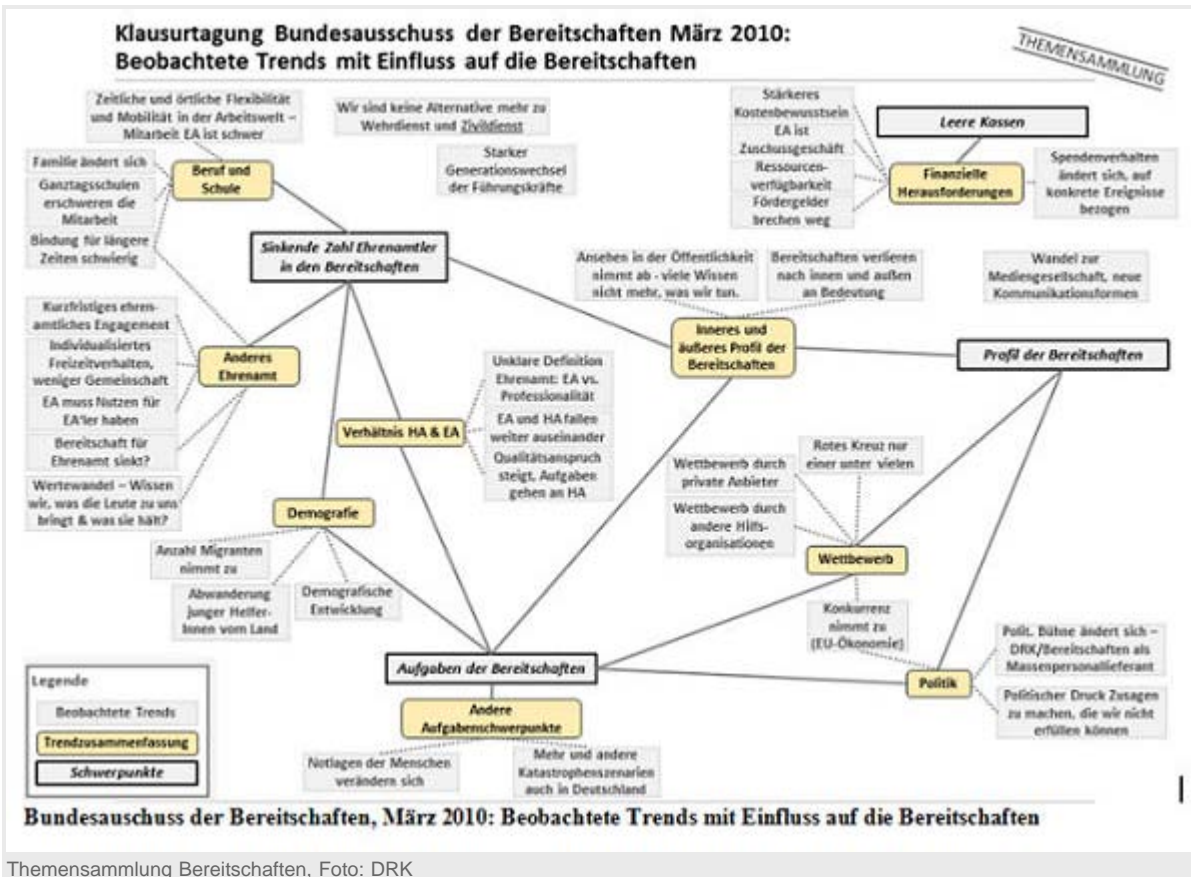 Klausurtagung Bundesausschuss der Bereitschaften März 2010:
Beobachtete Trends mit Einfluss auf die Bereitschaften
THEMENSAMMLUNG
Zeitliche und örtliche Flexibilität
und Mobilität in der Arbeitswelt –
Mitarbeit EA ist schwer
Wir sind keine Alternative mehr zu
Wehrdienst und Zivildienst
Starker
Generationswechsel
der Führungskräfte
Familie ändert sich
Ganztagsschulen
erschweren die
Mitarbeit
Bindung für längere
Zeiten schwierig
Beruf und
Schule
Stärkeres
Kostenbewusstsein
EA ist
Zuschussgeschäft
Ressourcen-
verfügbarkeit
Fördergelder
brechen weg
Leere Kassen
Finanzielle
Herausforderungen
Spendenverhalten
ändert sich, auf
konkrete Ereignisse
bezogen
Sinkende Zahl Ehrenamtler
in den Bereitschaften
Ansehen in der Öffentlichkeit
nimmt ab - viele Wissen
nicht mehr, was wir tun.
Bereitschaften verlieren
nach innen und außen
an Bedeutung
Wandel zur
Mediengesellschaft, neue
Kommunikationsformen
Kurzfristiges ehren-
amtliches Engagement
Individualisiertes
Freizeitverhalten,
weniger Gemeinschaft
EA muss Nutzen für
EA'ler haben
Bereitschaft für
Ehrenamt sinkt?
Wertewandel – Wissen
wir, was die Leute zu uns
bringt & was sie hält?
Anderes
Ehrenamt
Inneres und
äußeres Profil der
Bereitschaften
Profil der Bereitschaften
Verhältnis HA & EA
Unklare Definition
Ehrenamt: EA vs.
Professionalität
EA und HA fallen
weiter auseinander
Qualitätsanspruch
steigt, Aufgaben
gehen an HA
Rotes Kreuz nur
einer unter vielen
Wettbewerb durch
private Anbieter
Wettbewerb durch
andere Hilfs-
organisationen
Wettbewerb
Demografie
Anzahl Migranten
nimmt zu
Abwanderung
junger Helfer-
Innen vom Land
Demografische
Entwicklung
Konkurrenz
nimmt zu
(EU-Ökonomie)
Polit. Bühne ändert sich –
DRK/Bereitschaften als
Massenpersonallieferant
Politik
Politischer Druck Zusagen
zu machen, die wir nicht
erfüllen können
Aufgaben der Bereitschaften
Andere
Aufgabenschwerpunkte
Notlagen der Menschen
verändern sich
Mehr und andere
Katastrophenszenarien
auch in Deutschland
Legende
Beobachtete Trends
Trendzusammenfassung
Schwerpunkte
Bundesauschuss der Bereitschaften, März 2010: Beobachtete Trends mit Einfluss auf die Bereitschaften
Themensammlung Bereitschaften, Foto: DRK